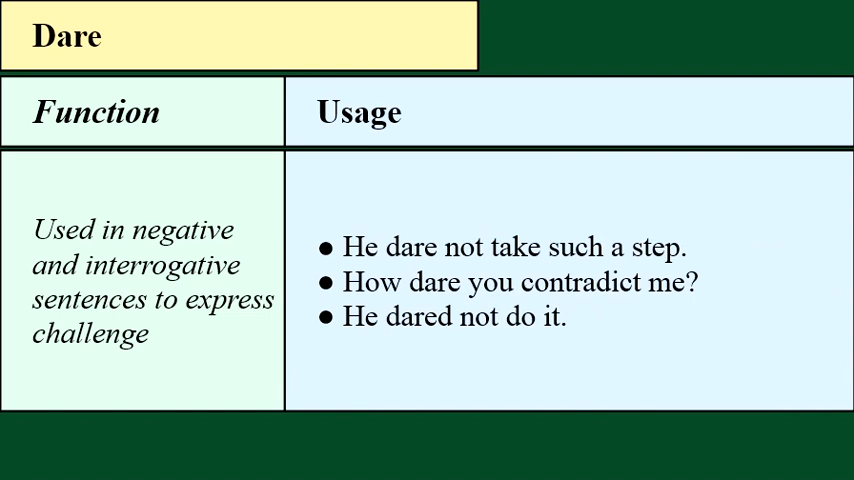 Dare
Function
Usage
Used in negative
and interrogative
sentences to express
challenge
● He dare not take such a step.
● How dare you contradict me?
● He dared not do it.